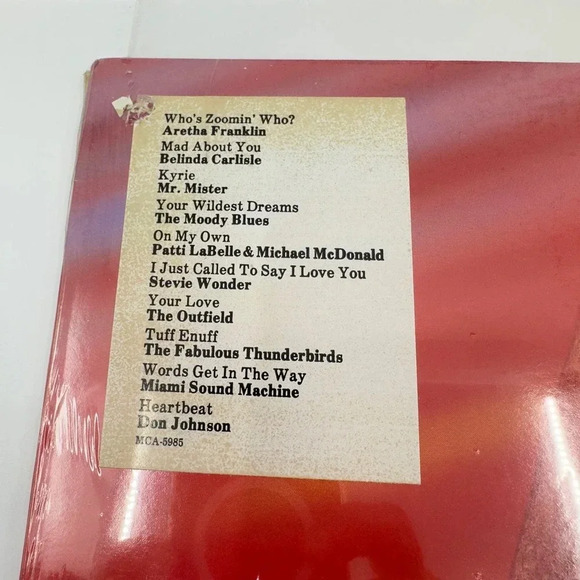 Who's Zoomin' Who?
Aretha Franklin
Mad About You
Belinda Carlisle
Kyrie
Mr. Mister
Your Wildest Dreams
The Moody Blues
On My Own
Patti LaBelle & Michael McDonald
I Just Called To Say I Love You
Stevie Wonder
Your Love
The Outfield
Tuff Enuff
The Fabulous Thunderbirds
Words Get In The Way
Miami Sound Machine
Heartbeat
Don Johnson
MCA-5985